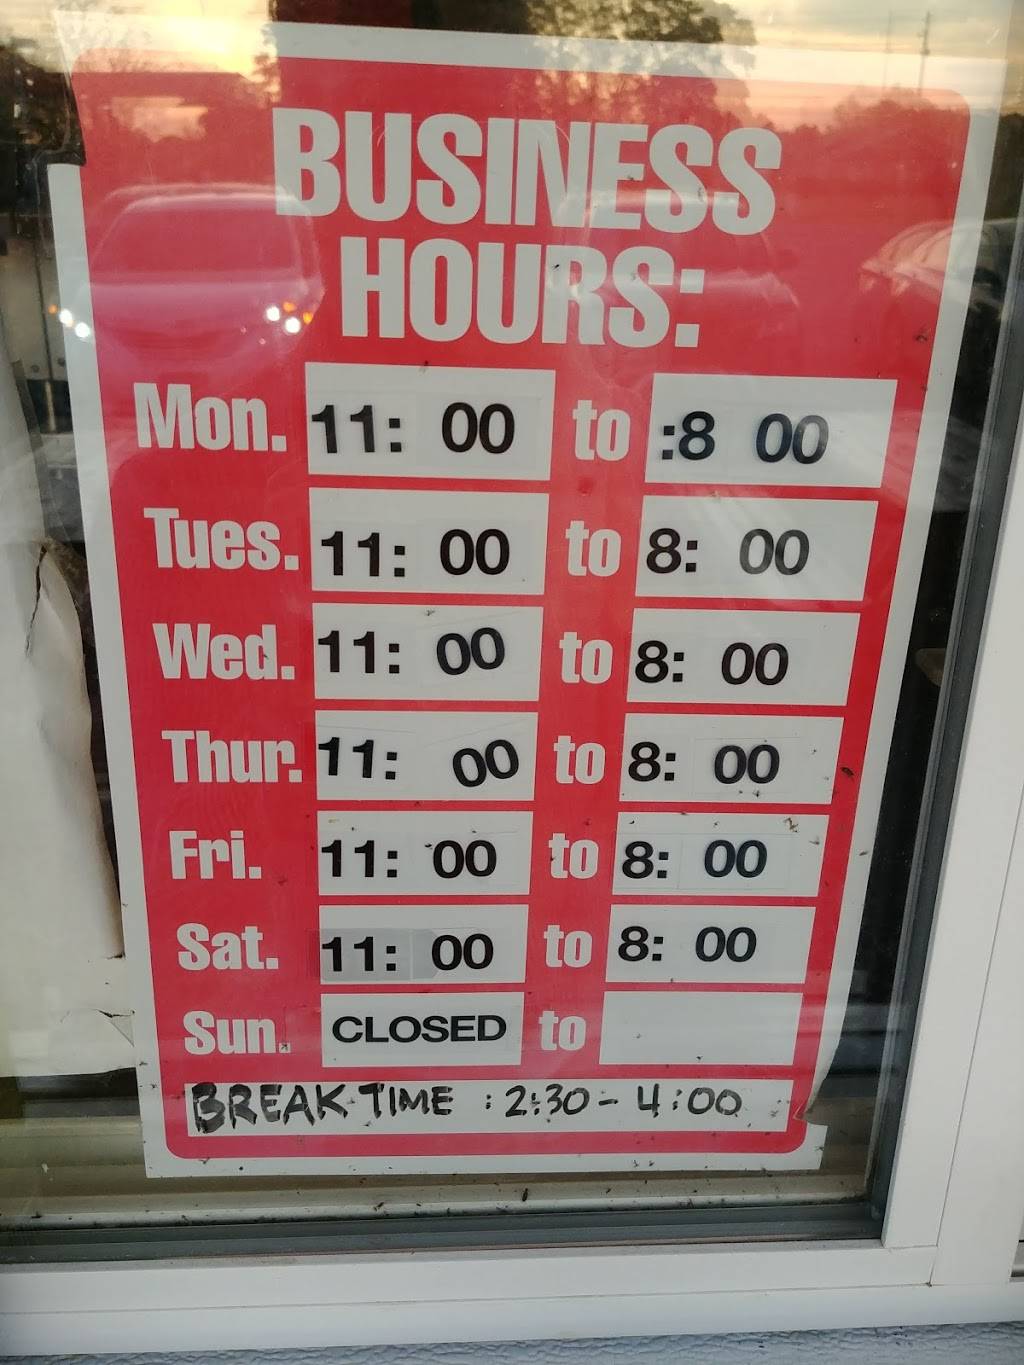 BUSINESS
HOURS:
Mon. 11: 00 to :8 00
Tues. 11: 00 to 8: 00
Wed. 11: 00 to 8: 00
Thur. 11: 00 to 8: 00
Fri. 11: 00 to 8: 00
Sat. 11: 00 to 8: 00
Sun. CLOSED to
BREAK TIME : 2:30 - 4:00